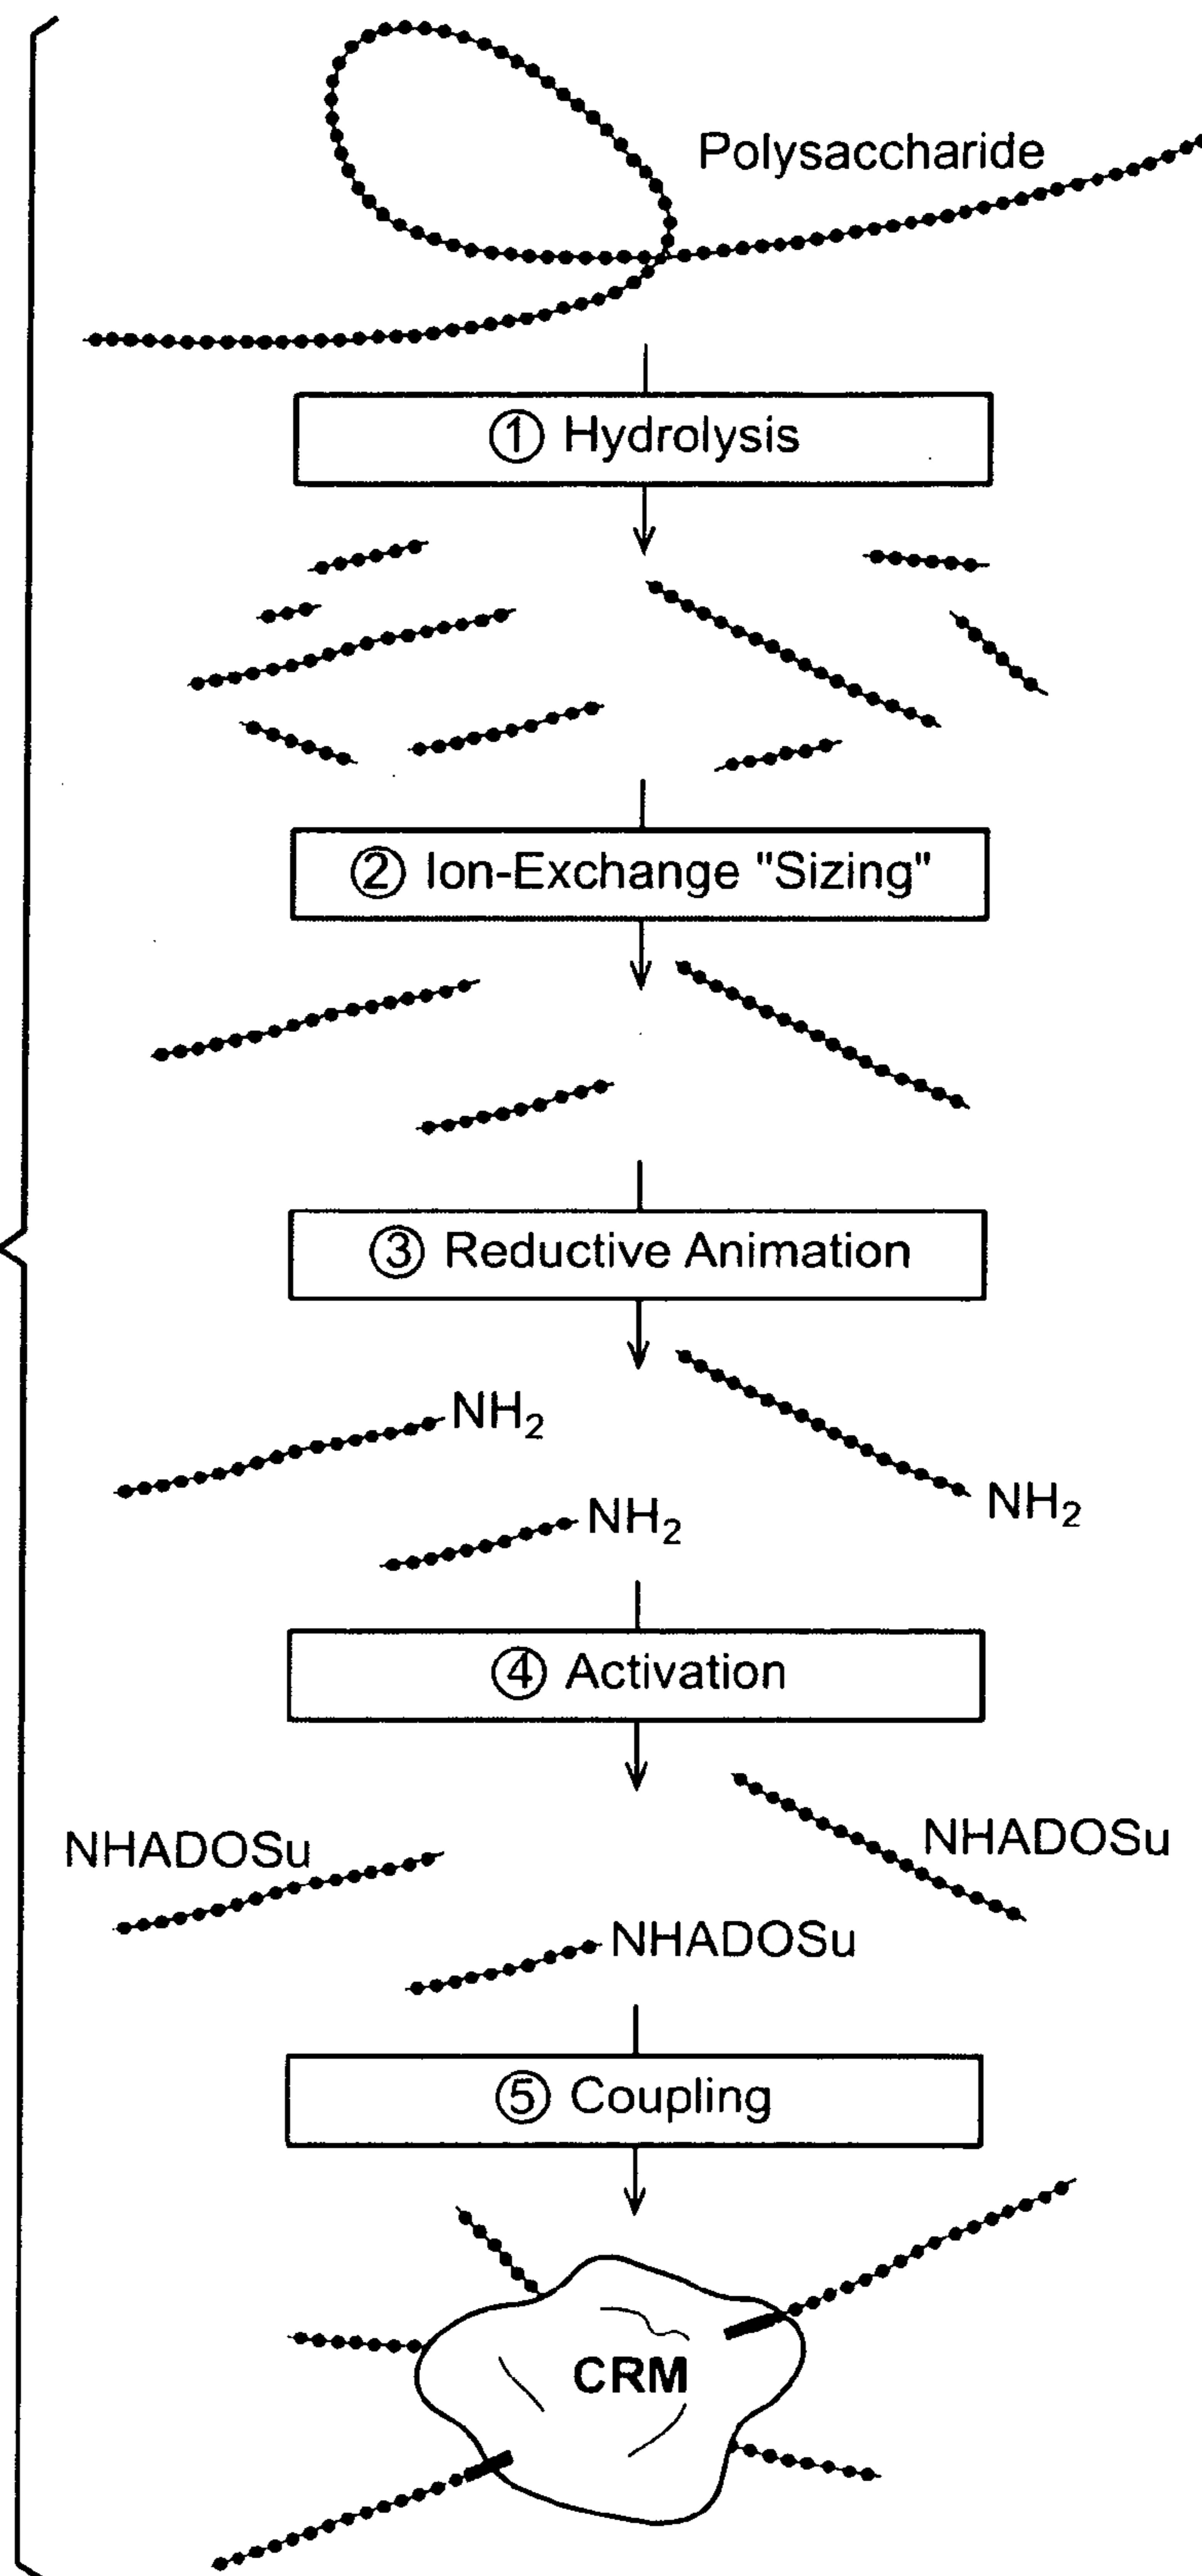 Polysaccharide
① Hydrolysis
② Ion-Exchange "Sizing"
③ Reductive Animation
NH₂
NH₂
NH₂
④ Activation
NHADOSu
NHADOSu
NHADOSu
⑤ Coupling
CRM